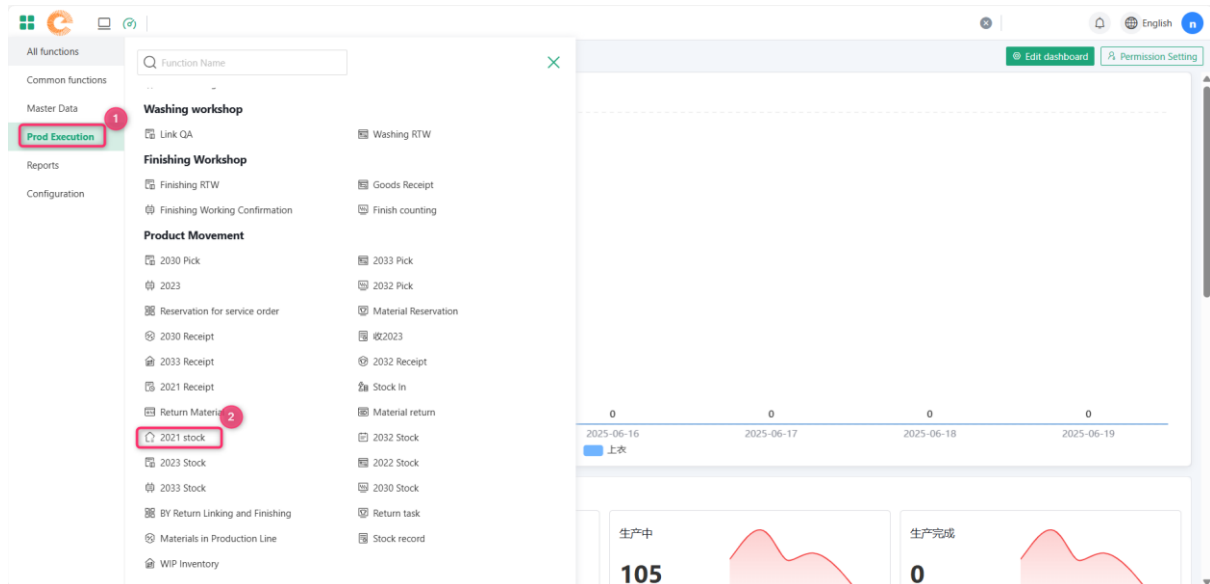 English
n
All functions
Function Name
Edit dashboard
Permission Setting
Common functions
Master Data
1
Washing workshop
Prod Execution
Link QA
Washing RTW
Finishing Workshop
Reports
Finishing RTW
Goods Receipt
Configuration
Finishing Working Confirmation
Finish counting
Product Movement
2030 Pick
2033 Pick
2023
2032 Pick
Reservation for service order
Material Reservation
2030 Receipt
收2023
2033 Receipt
2032 Receipt
2021 Receipt
Stock In
Return Materia
Material return
2
0
0
0
0
2021 stock
2032 Stock
2025-06-16
2025-06-17
2025-06-18
2025-06-19
上衣
2023 Stock
2022 Stock
2033 Stock
2030 Stock
BY Return Linking and Finishing
Return task
Materials in Production Line
Stock record
WIP Inventory
生产中
生产完成
105
0